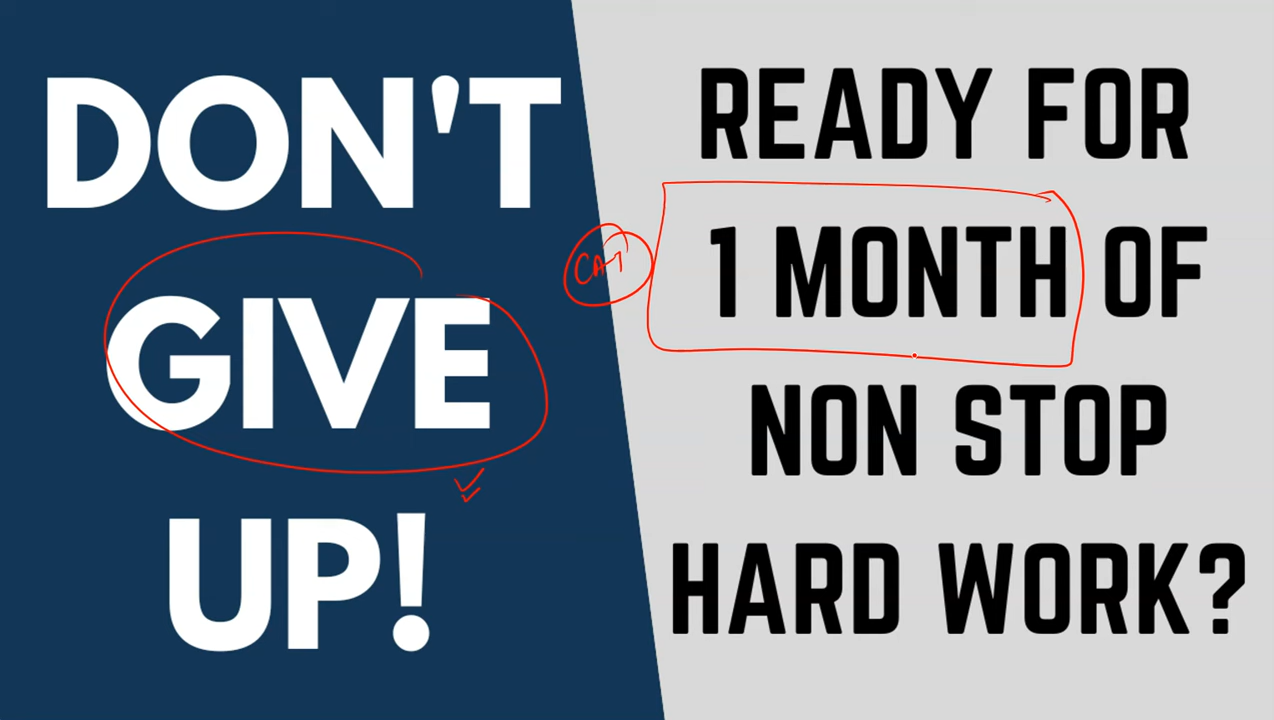 DON'T
GIVE
UP!
READY FOR
CAT
1 MONTH OF
NON STOP
HARD WORK?